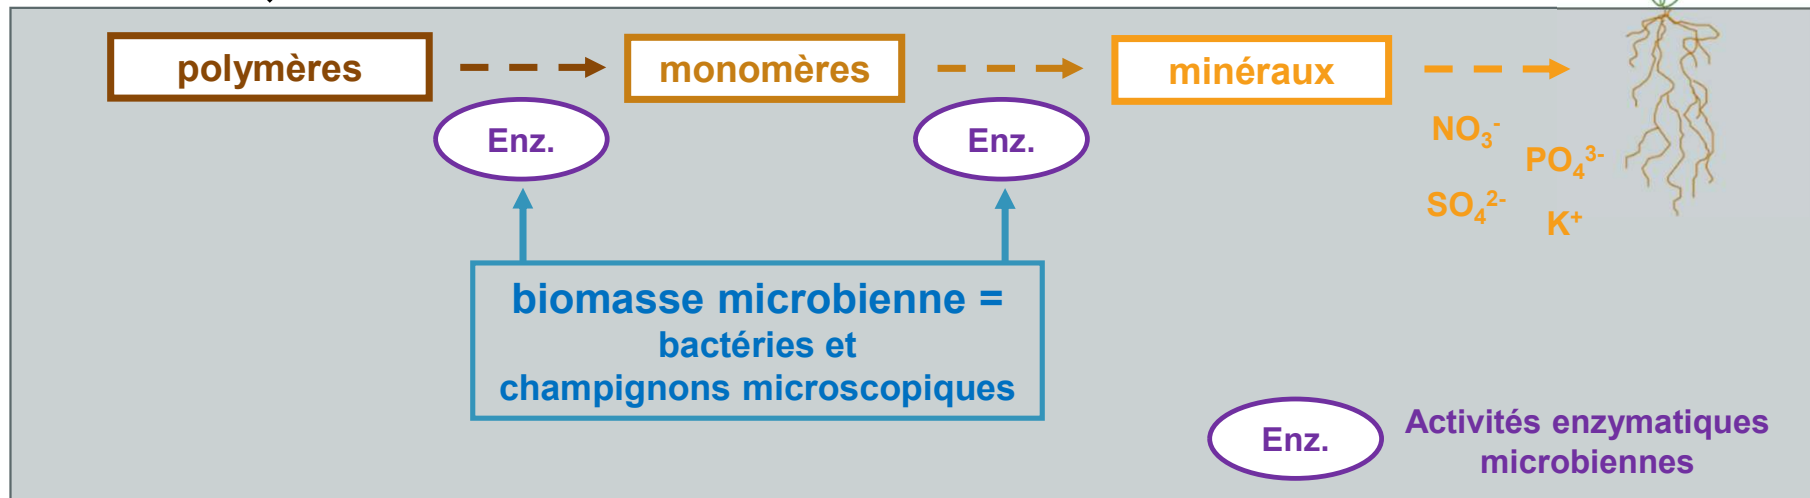 polymères
monomères
minéraux
Enz.
Enz.
NO₃⁻
PO₄³⁻
SO₄²⁻
K⁺
biomasse microbienne =
bactéries et
champignons microscopiques
Enz.
Activités enzymatiques
microbiennes